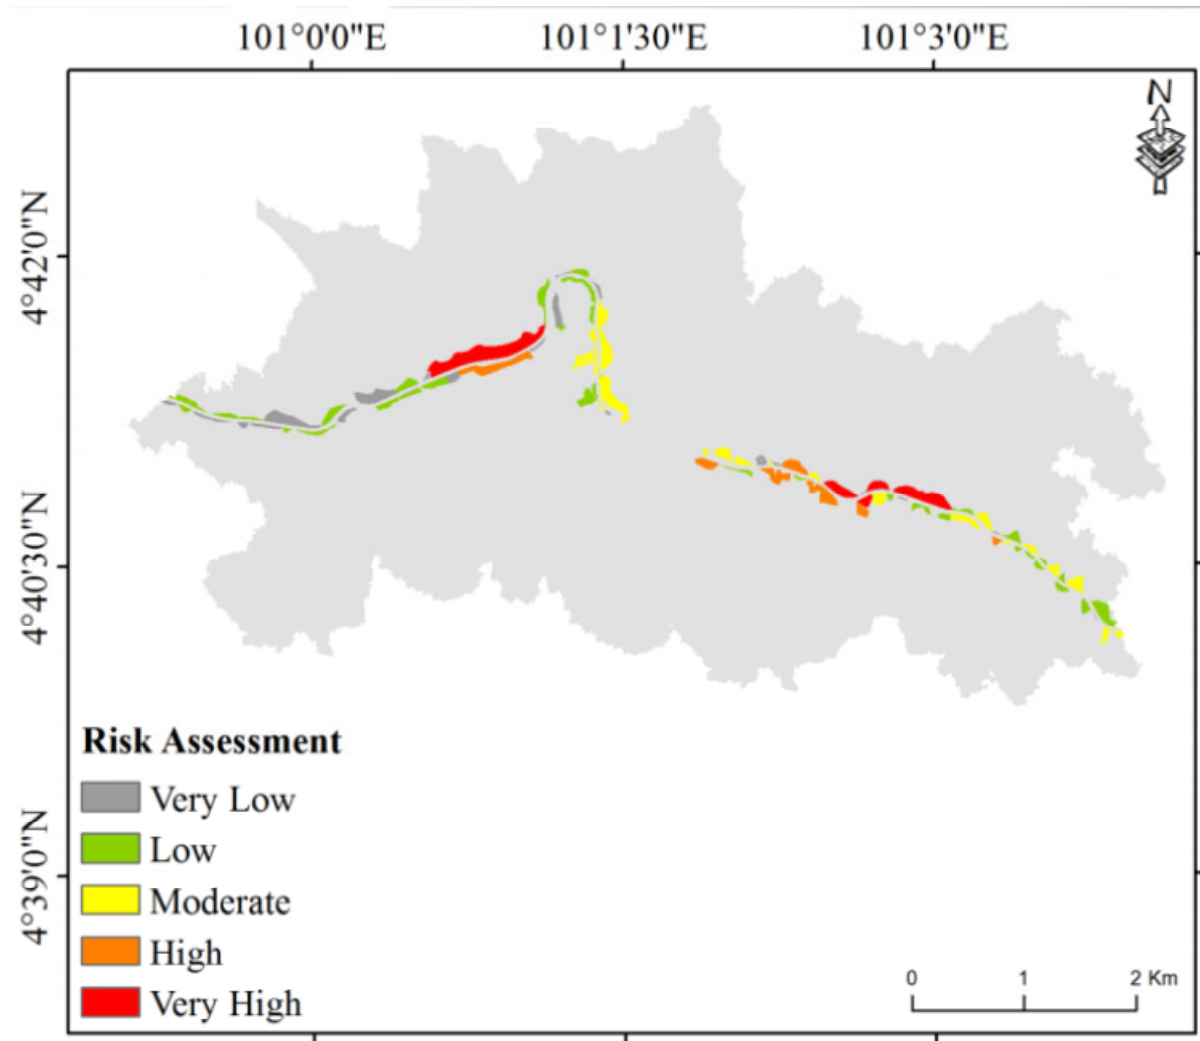 101°0'0"E 101°1'30"E 101°3'0"E
N
4°42'0"N
4°40'30"N
4°39'0"N
Risk Assessment
Very Low
Low
Moderate
High
Very High
0 1 2 Km